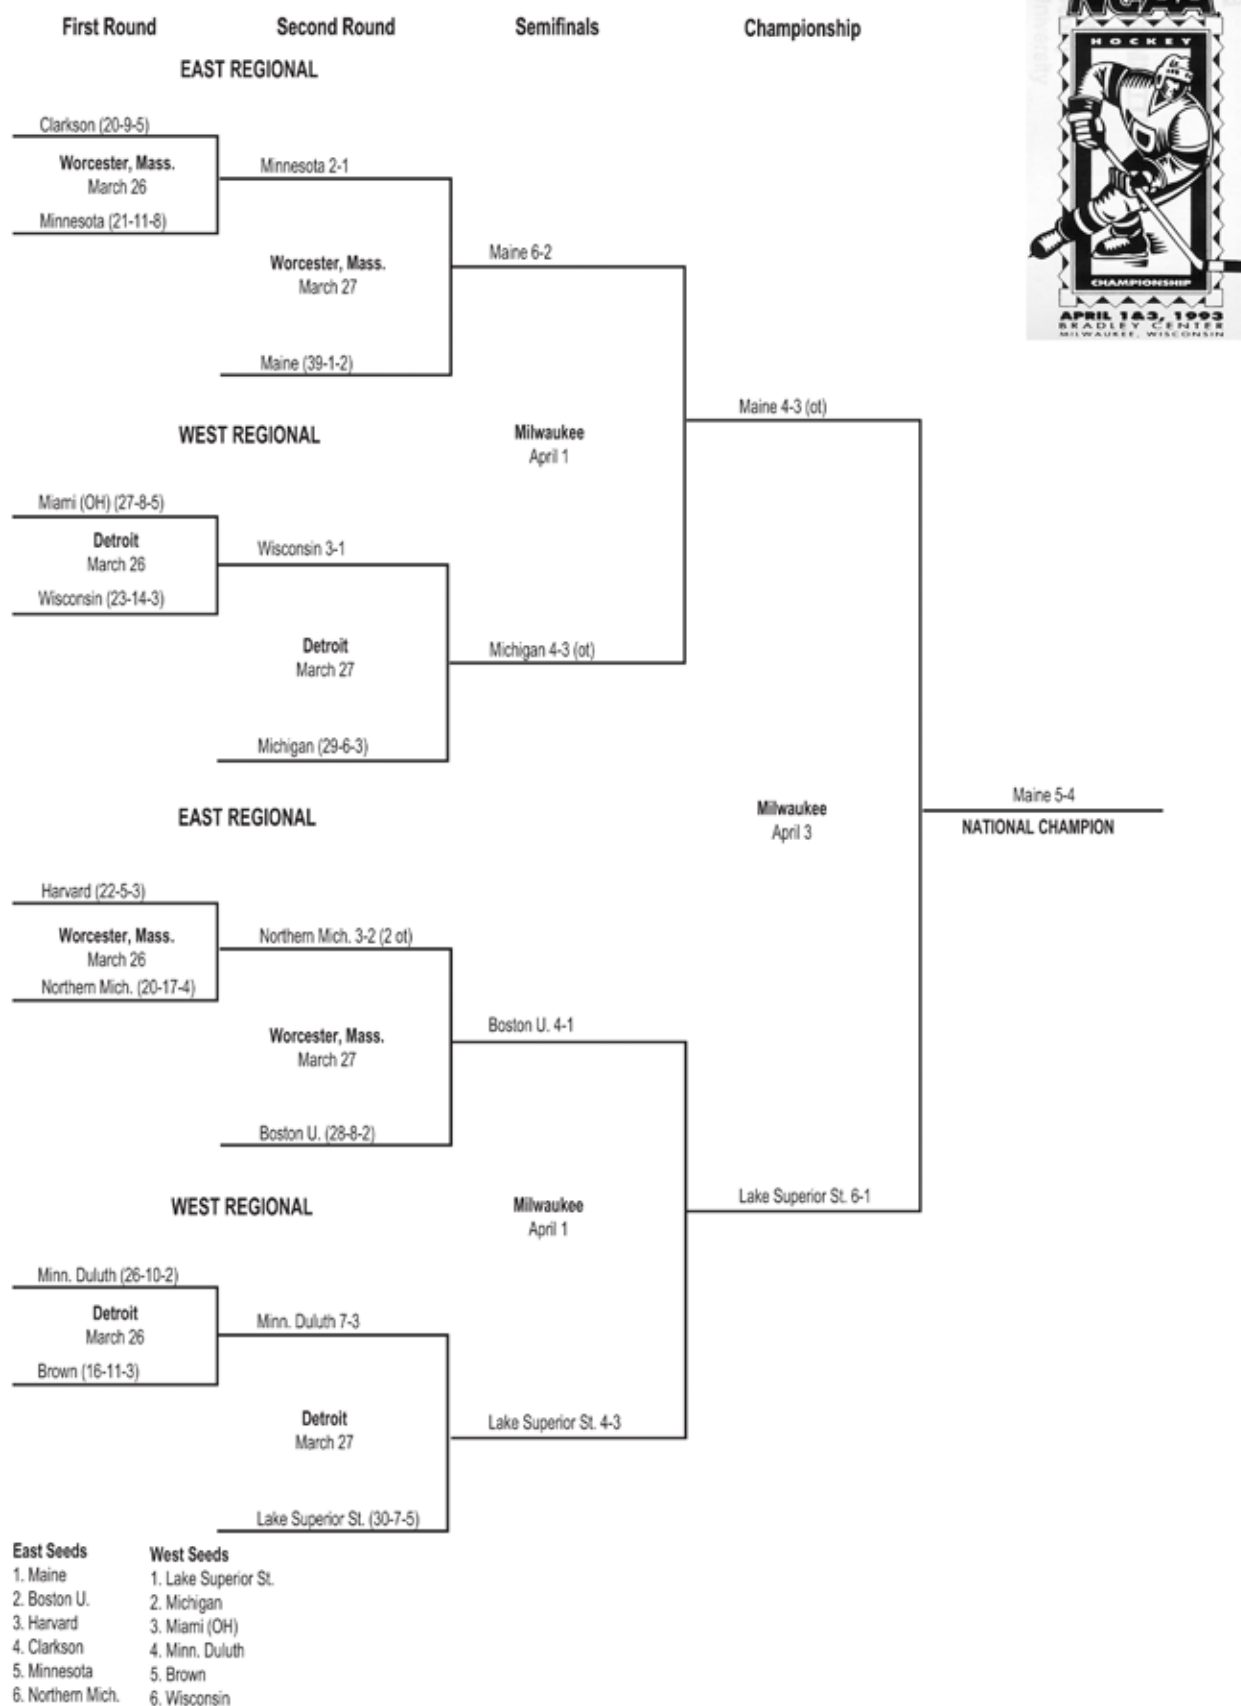 First Round Second Round Semifinals Championship
NCAA
HOCKEY
CHAMPIONSHIP
APRIL 1&3, 1993
BRADLEY CENTER
MILWAUKEE, WISCONSIN
EAST REGIONAL
Clarkson (20-9-5)
Worcester, Mass.
March 26
Minnesota (21-11-8)
Minnesota 2-1
Worcester, Mass.
March 27
Maine (39-1-2)
Maine 6-2
WEST REGIONAL
Miami (OH) (27-8-5)
Detroit
March 26
Wisconsin (23-14-3)
Wisconsin 3-1
Detroit
March 27
Michigan (29-6-3)
Michigan 4-3 (ot)
Milwaukee
April 1
Maine 4-3 (ot)
EAST REGIONAL
Harvard (22-5-3)
Worcester, Mass.
March 26
Northern Mich. (20-17-4)
Northern Mich. 3-2 (2 ot)
Worcester, Mass.
March 27
Boston U. (28-8-2)
Boston U. 4-1
WEST REGIONAL
Minn. Duluth (26-10-2)
Detroit
March 26
Brown (16-11-3)
Minn. Duluth 7-3
Detroit
March 27
Lake Superior St. (30-7-5)
Lake Superior St. 4-3
Milwaukee
April 1
Lake Superior St. 6-1
Milwaukee
April 3
Maine 5-4
NATIONAL CHAMPION
East Seeds
1. Maine
2. Boston U.
3. Harvard
4. Clarkson
5. Minnesota
6. Northern Mich.
West Seeds
1. Lake Superior St.
2. Michigan
3. Miami (OH)
4. Minn. Duluth
5. Brown
6. Wisconsin